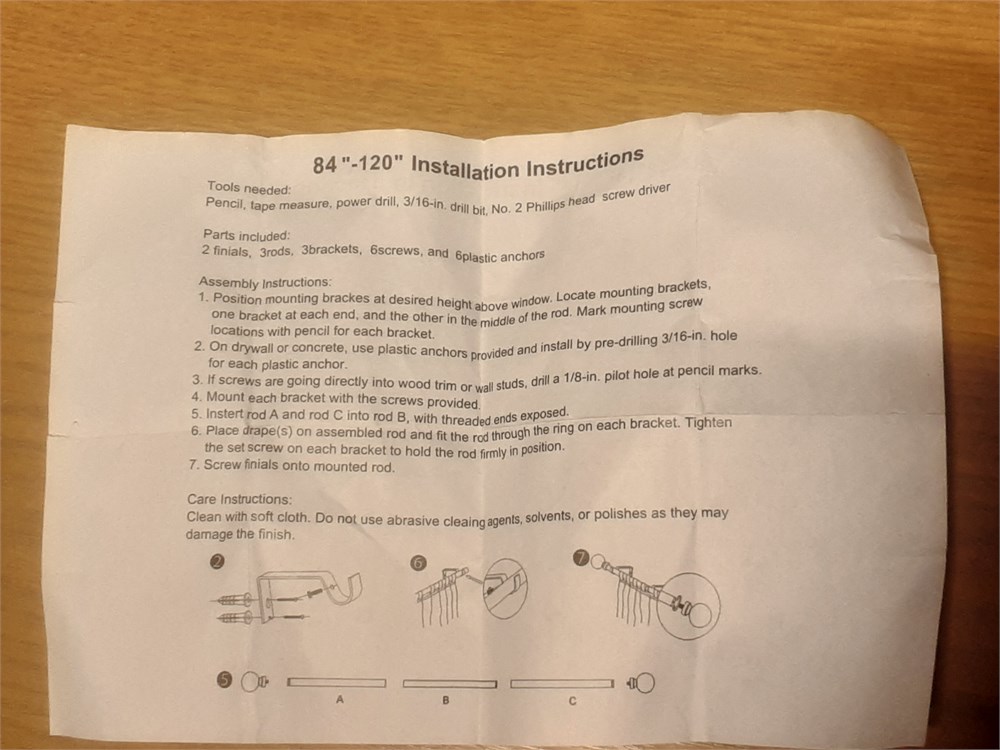 84"-120" Installation Instructions
Tools needed:
Pencil, tape measure, power drill, 3/16-in. drill bit, No. 2 Phillips head screw driver
Parts included:
2 finials, 3rods, 3brackets, 6screws, and 6plastic anchors
Assembly Instructions:
1. Position mounting brackes at desired height above window. Locate mounting brackets,
one bracket at each end, and the other in the middle of the rod. Mark mounting screw
locations with pencil for each bracket.
2. On drywall or concrete, use plastic anchors provided and install by pre-drilling 3/16-in. hole
for each plastic anchor.
3. If screws are going directly into wood trim or wall studs, drill a 1/8-in. pilot hole at pencil marks.
4. Mount each bracket with the screws provided.
5. Instert rod A and rod C into rod B, with threaded ends exposed.
6. Place drape(s) on assembled rod and fit the rod through the ring on each bracket. Tighten
the set screw on each bracket to hold the rod firmly in position.
7. Screw finials onto mounted rod.
Care Instructions:
Clean with soft cloth. Do not use abrasive cleaing agents, solvents, or polishes as they may
damage the finish.
2 6 7
5
A B C